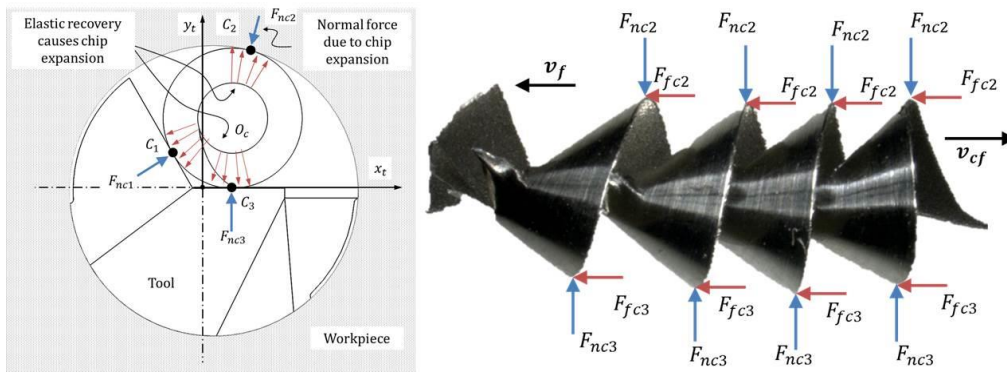 Elastic recovery
causes chip
expansion
y_t
C_2
F_nc2
Normal force
due to chip
expansion
O_c
C_1
F_nc1
x_t
C_3
F_nc3
Tool
Workpiece
F_nc2
F_nc2
F_nc2
F_nc2
v_f
F_fc2
F_fc2
F_fc2
F_fc2
v_cf
F_fc3
F_fc3
F_fc3
F_fc3
F_nc3
F_nc3
F_nc3
F_nc3